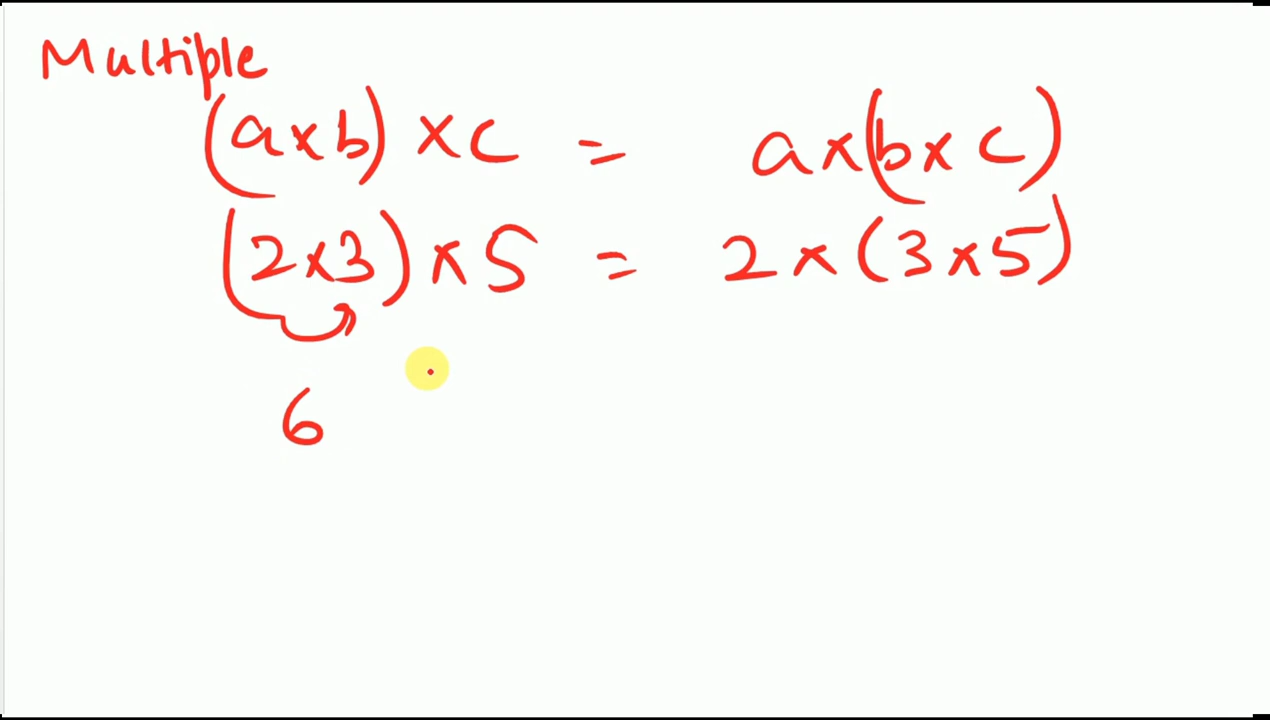 Multiple
(a×b)×c = a×(b×c)
(2×3)×5 = 2×(3×5)
6